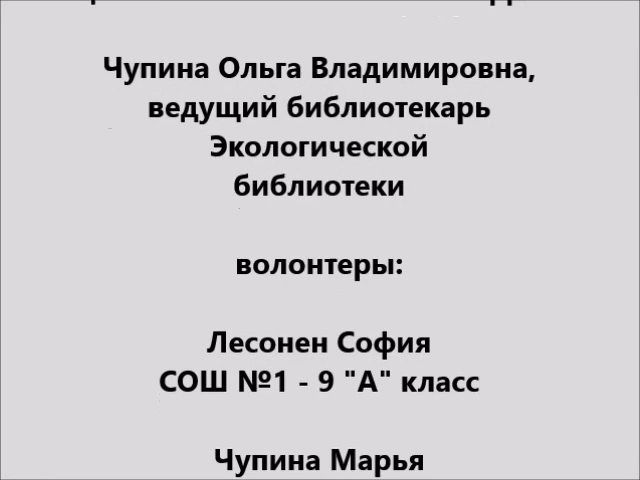 Чупина Ольга Владимировна,
ведущий библиотекарь
Экологической
библиотеки
волонтеры:
Лесонен София
СОШ №1 - 9 "А" класс
Чупина Марья